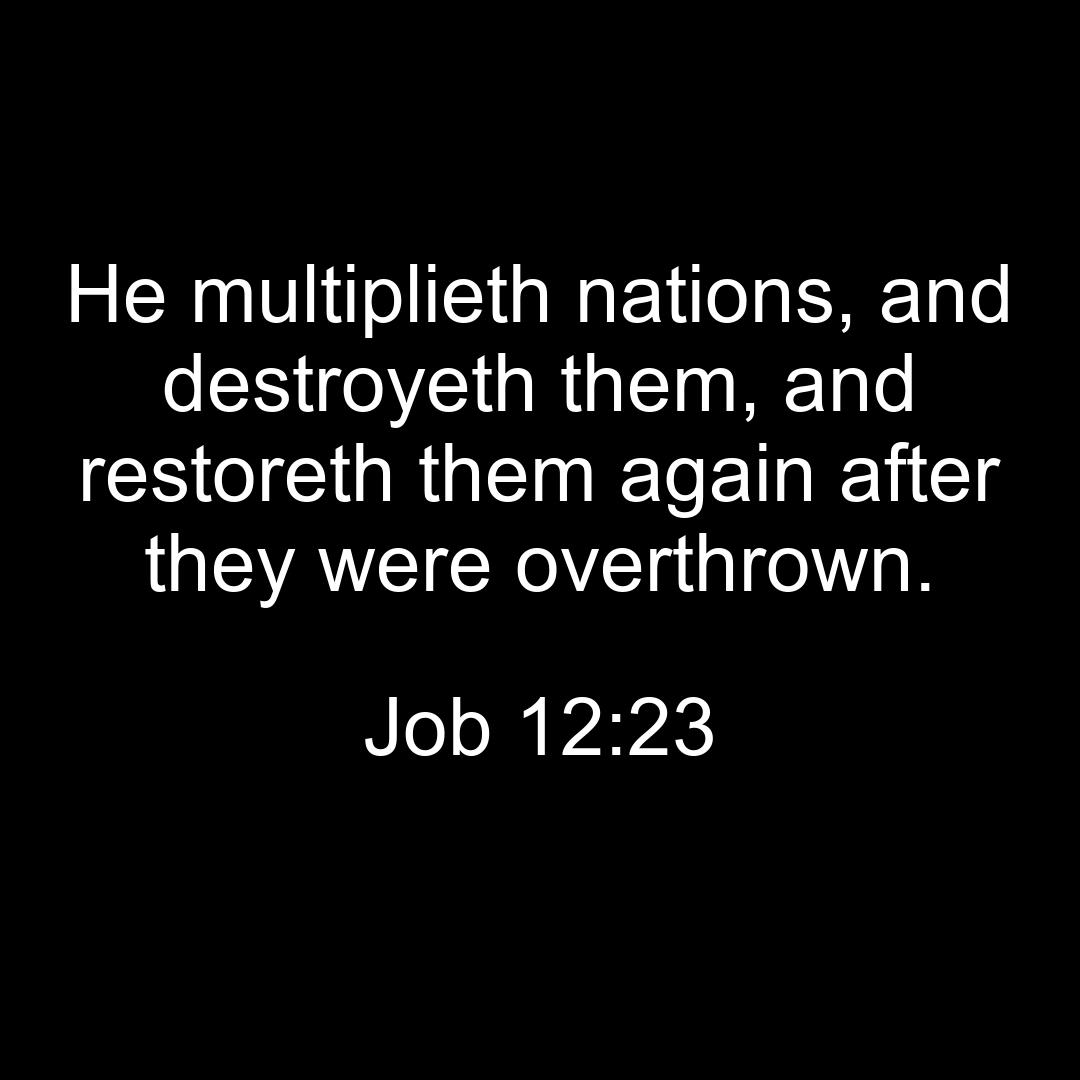 He multiplieth nations, and
destroyeth them, and
restoreth them again after
they were overthrown.
Job 12:23